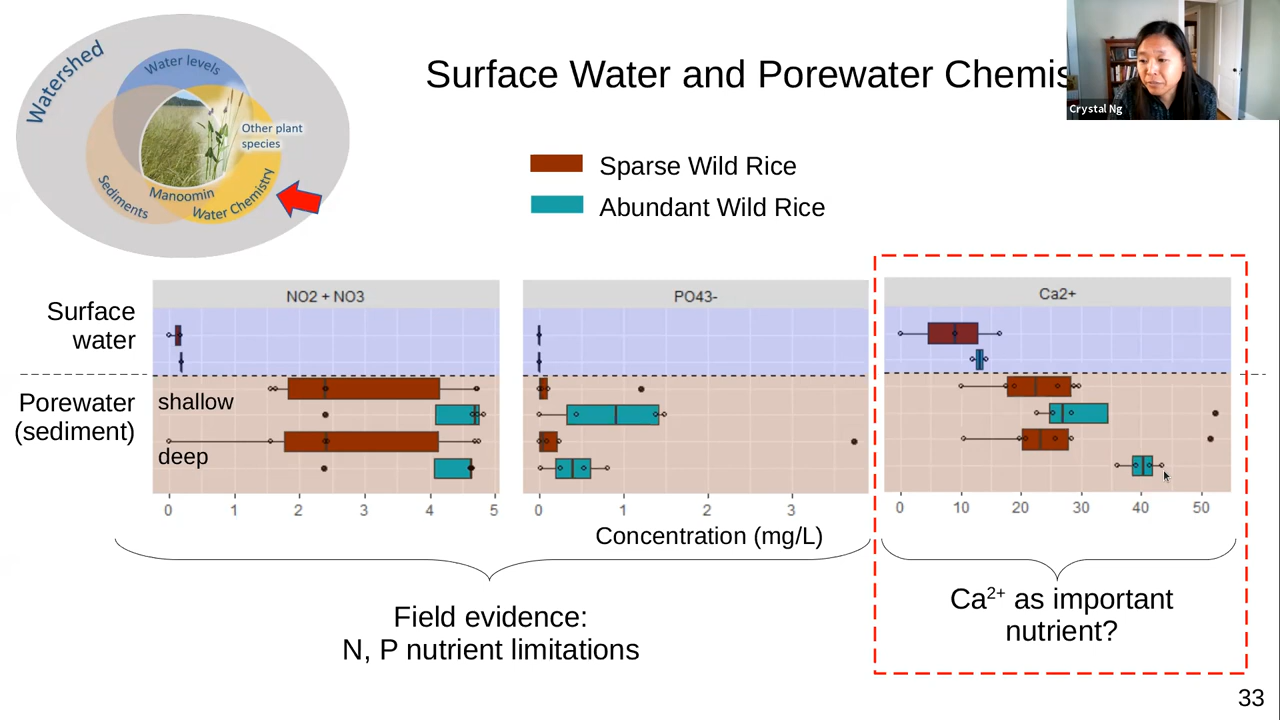 Watershed
Water levels
Other plant
species
Manoomin
Sediments
Water Chemistry
Surface Water and Porewater Chemis
Crystal Ng
Sparse Wild Rice
Abundant Wild Rice
NO2 + NO3
PO43-
Ca2+
Surface
water
Porewater
(sediment)
shallow
deep
0 1 2 3 4 5
0 1 2 3
0 10 20 30 40 50
Concentration (mg/L)
Field evidence:
N, P nutrient limitations
Ca²⁺ as important
nutrient?
33